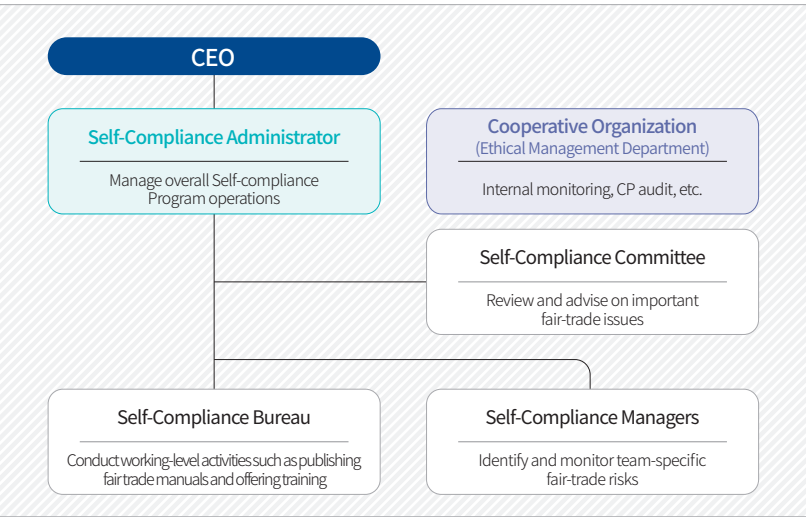 CEO
Self-Compliance Administrator
Manage overall Self-compliance
Program operations
Cooperative Organization
(Ethical Management Department)
Internal monitoring, CP audit, etc.
Self-Compliance Committee
Review and advise on important
fair-trade issues
Self-Compliance Bureau
Conduct working-level activities such as publishing
fair trade manuals and offering training
Self-Compliance Managers
Identify and monitor team-specific
fair-trade risks